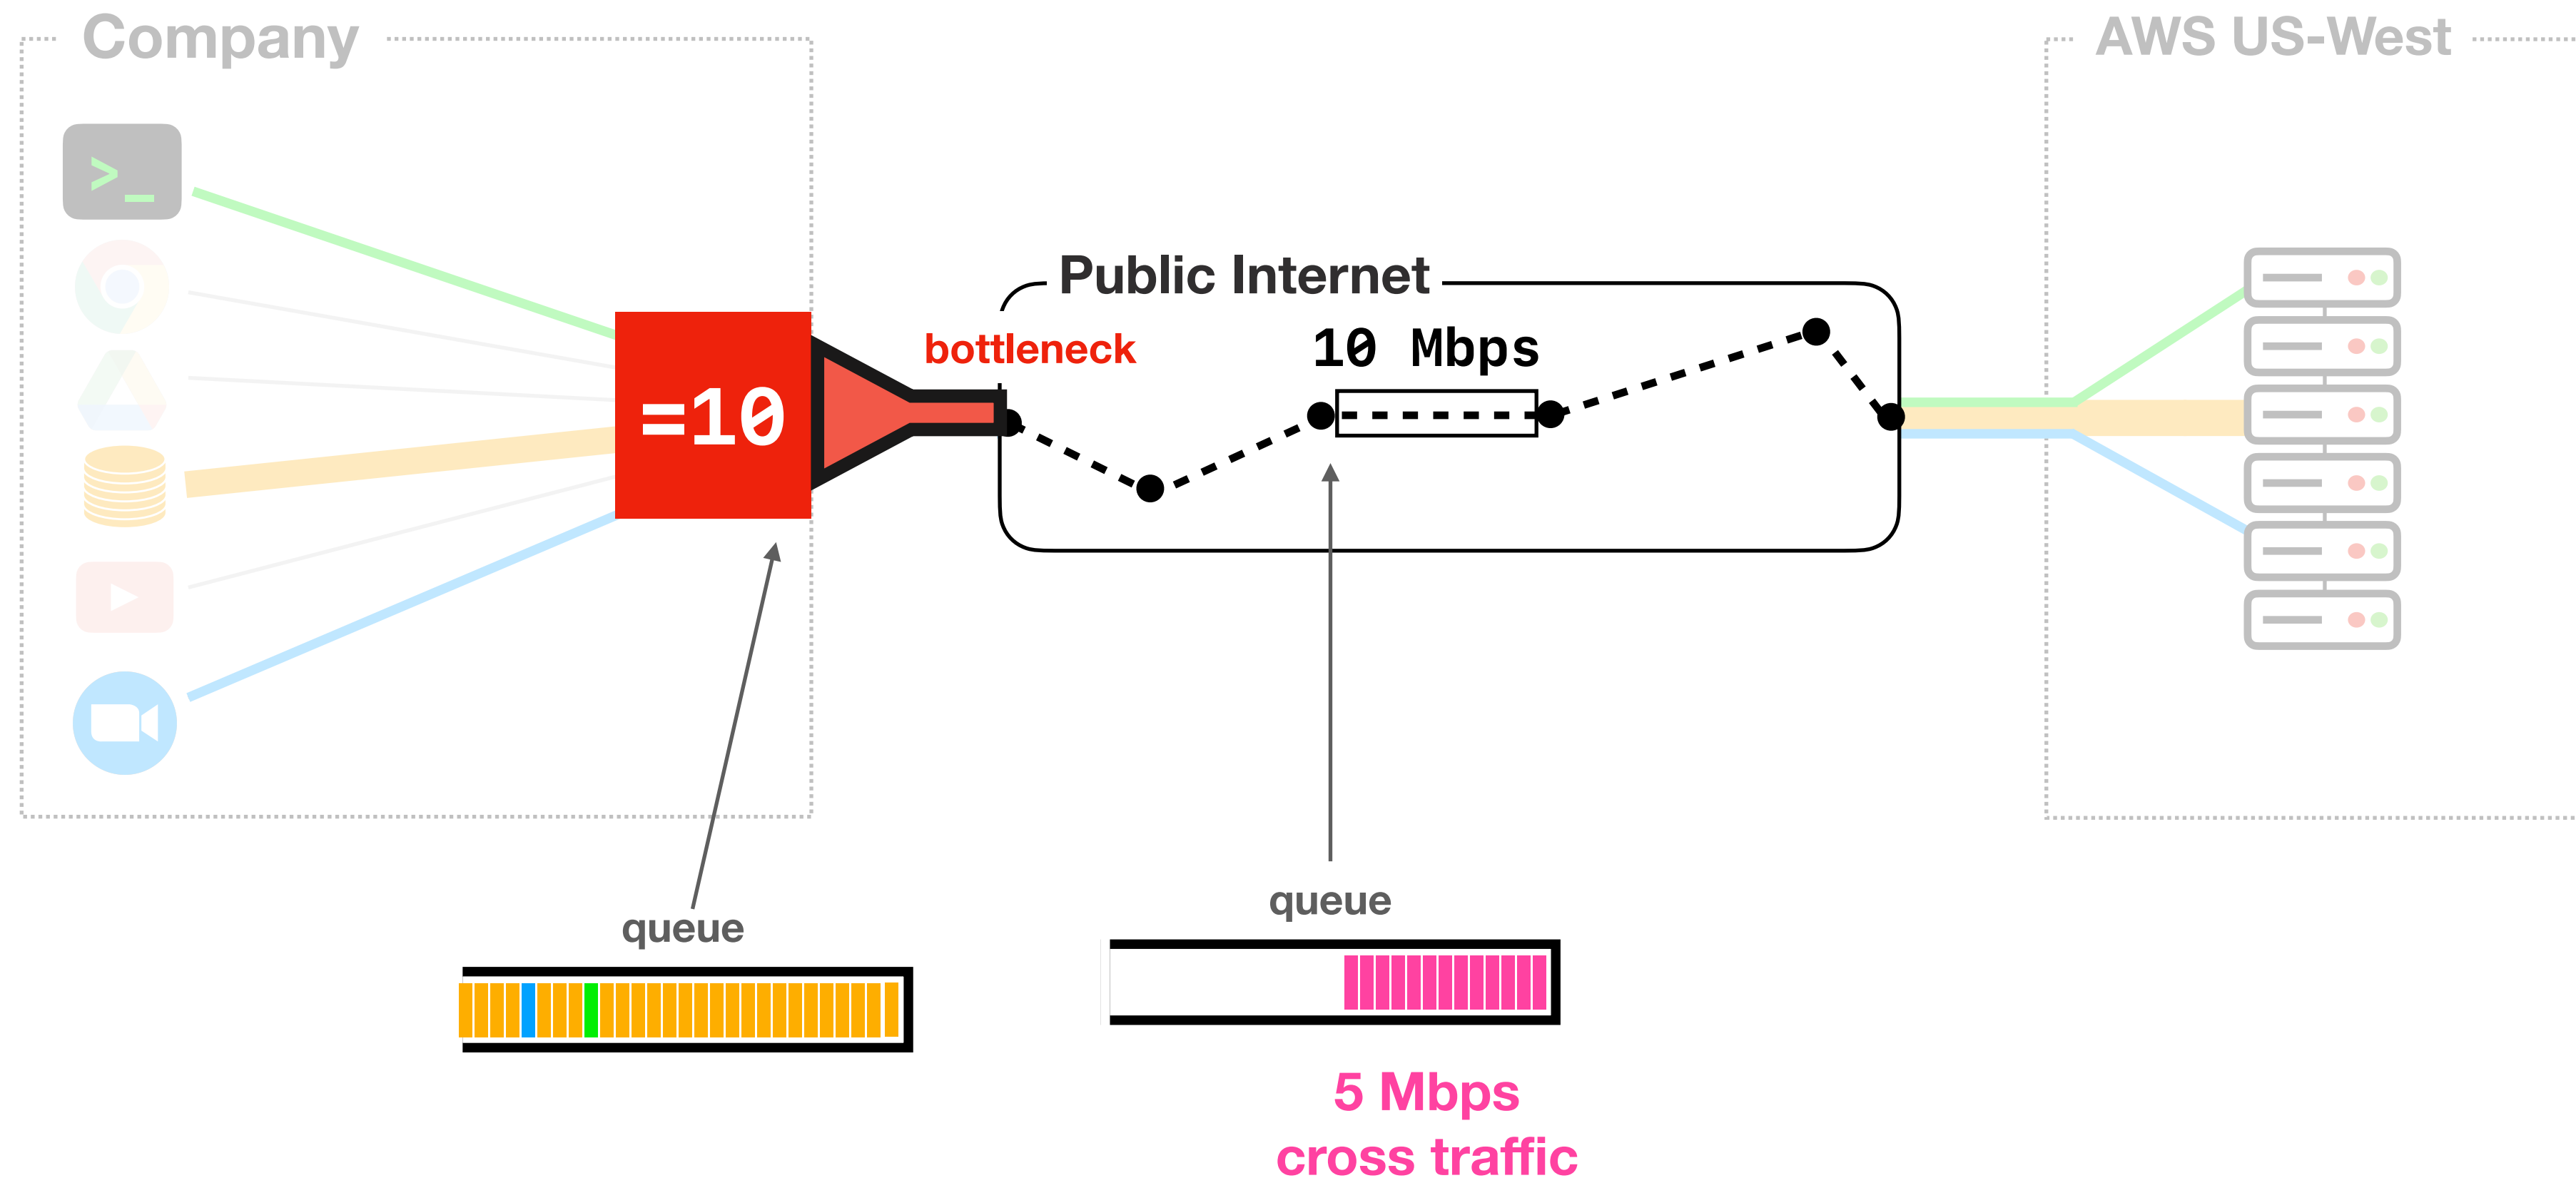 Company
AWS US-West
>_
Public Internet
bottleneck
10 Mbps
=10
queue
queue
5 Mbps
cross traffic